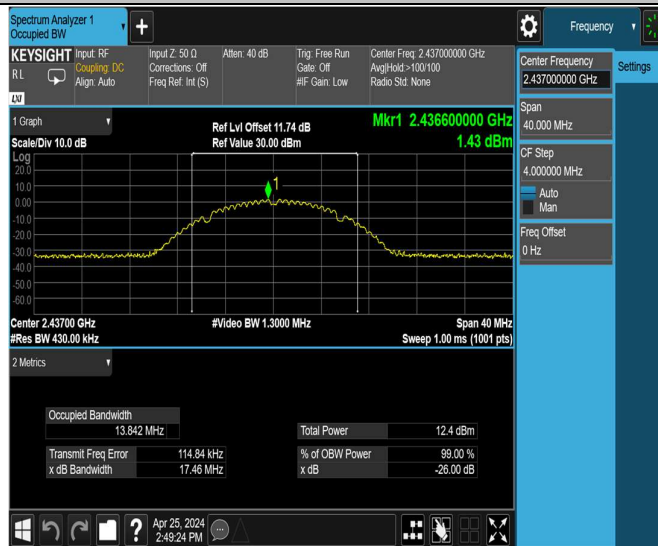 Spectrum Analyzer 1
Occupied BW
+
Frequency
KEYSIGHT
RL
LXI
Input: RF
Coupling: DC
Align: Auto
Input Z: 50 Ω
Corrections: Off
Freq Ref: Int (S)
Atten: 40 dB
Trig: Free Run
Gate: Off
#IF Gain: Low
Center Freq: 2.437000000 GHz
Avg|Hold:>100/100
Radio Std: None
Center Frequency
2.437000000 GHz
Settings
Span
40.000 MHz
CF Step
4.000000 MHz
Auto
Man
Freq Offset
0 Hz
1 Graph
Scale/Div 10.0 dB
Ref Lvl Offset 11.74 dB
Ref Value 30.00 dBm
Mkr1 2.436600000 GHz
1.43 dBm
Log
20.0
10.0
0.00
-10.0
-20.0
-30.0
-40.0
-50.0
-60.0
1
Center 2.43700 GHz
#Res BW 430.00 kHz
#Video BW 1.3000 MHz
Span 40 MHz
Sweep 1.00 ms (1001 pts)
2 Metrics
Occupied Bandwidth
13.842 MHz
Transmit Freq Error 114.84 kHz
x dB Bandwidth 17.46 MHz
Total Power 12.4 dBm
% of OBW Power 99.00 %
x dB -26.00 dB
?
Apr 25, 2024
2:49:24 PM